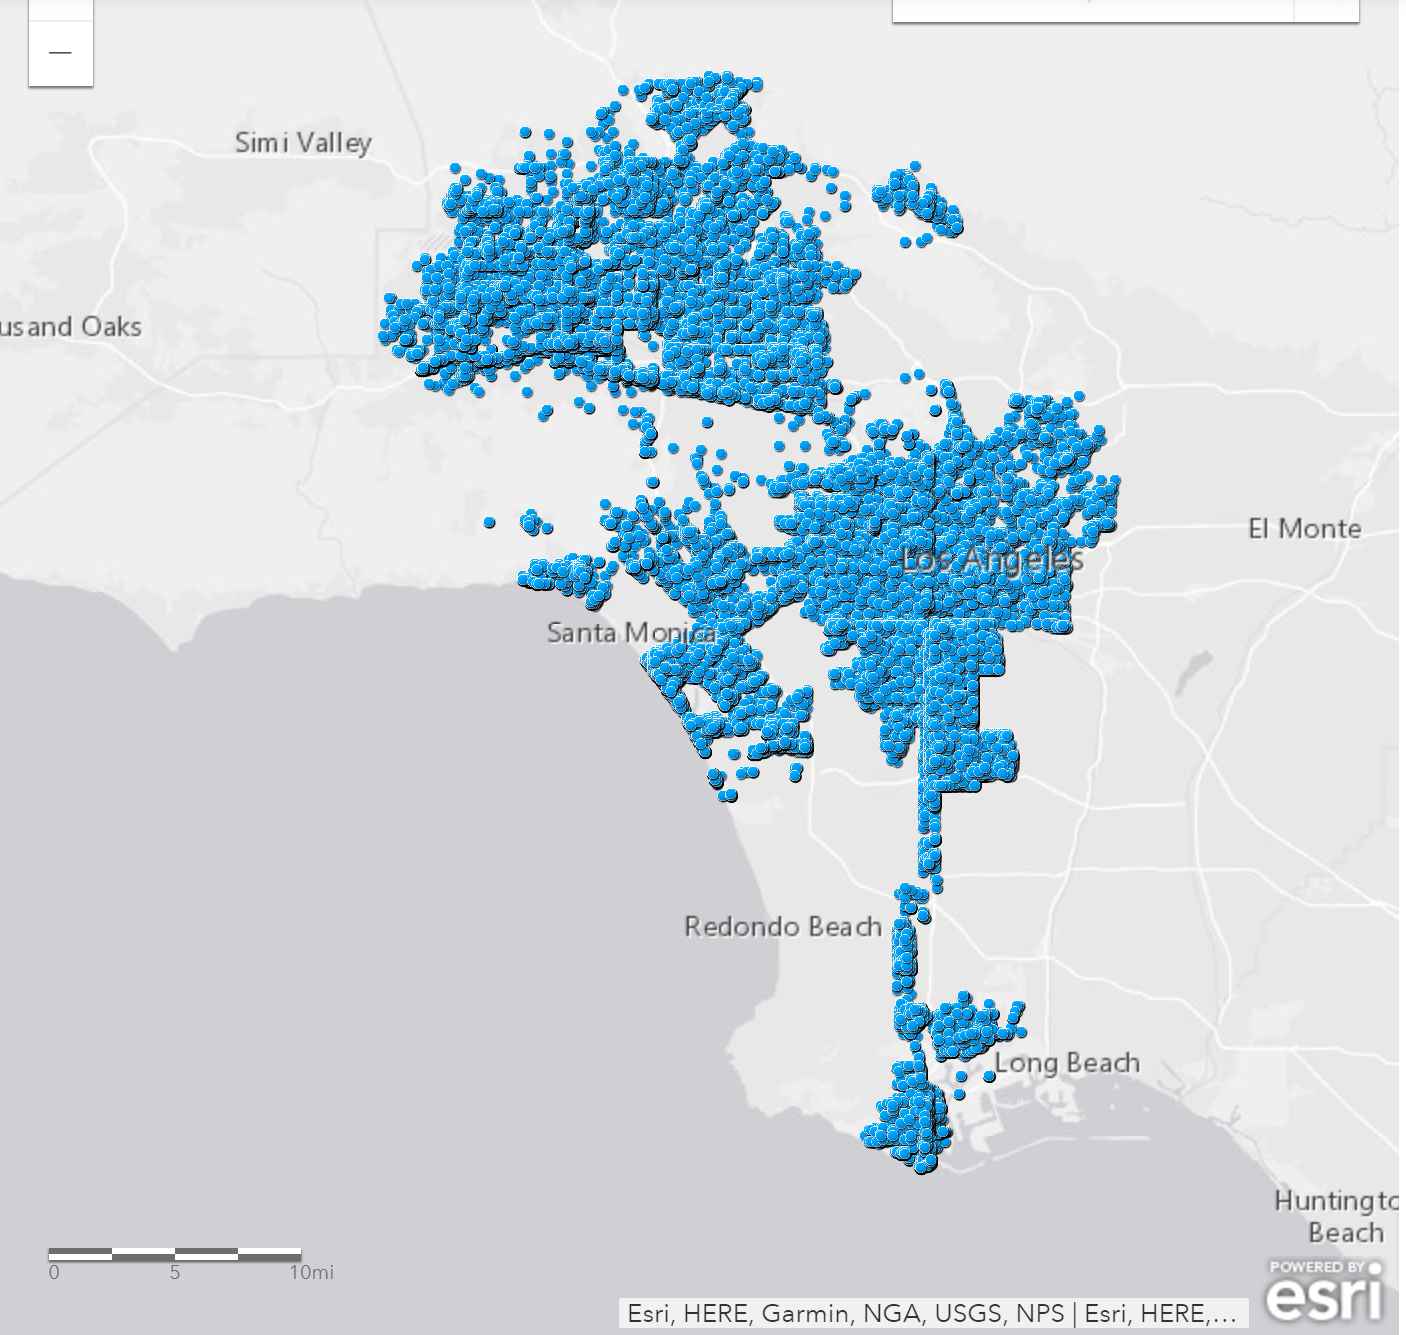 Simi Valley
usand Oaks
El Monte
Los Angeles
Santa Monica
Redondo Beach
Long Beach
Huntingto
Beach
0 5 10mi
POWERED BY
esri
Esri, HERE, Garmin, NGA, USGS, NPS | Esri, HERE,...